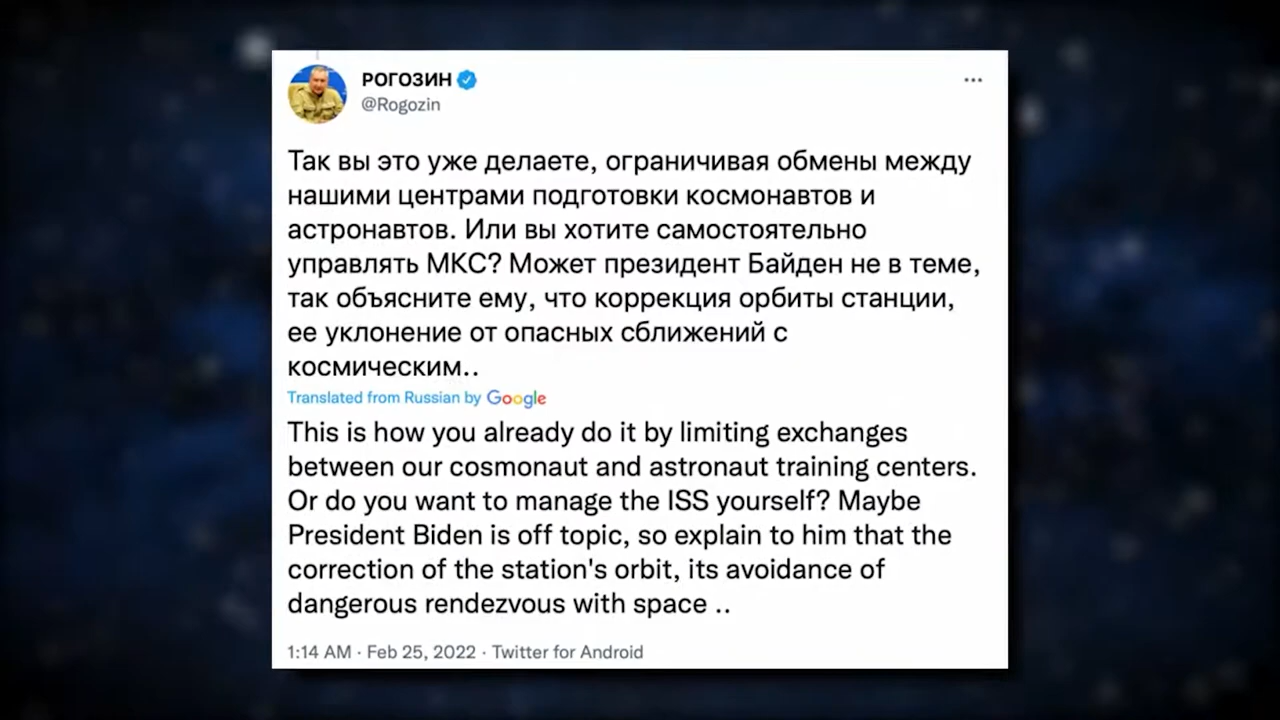 РОГОЗИН
@Rogozin
Так вы это уже делаете, ограничивая обмены между
нашими центрами подготовки космонавтов и
астронавтов. Или вы хотите самостоятельно
управлять МКС? Может президент Байден не в теме,
так объясните ему, что коррекция орбиты станции,
ее уклонение от опасных сближений с
космическим..
Translated from Russian by Google
This is how you already do it by limiting exchanges
between our cosmonaut and astronaut training centers.
Or do you want to manage the ISS yourself? Maybe
President Biden is off topic, so explain to him that the
correction of the station's orbit, its avoidance of
dangerous rendezvous with space ..
1:14 AM · Feb 25, 2022 · Twitter for Android